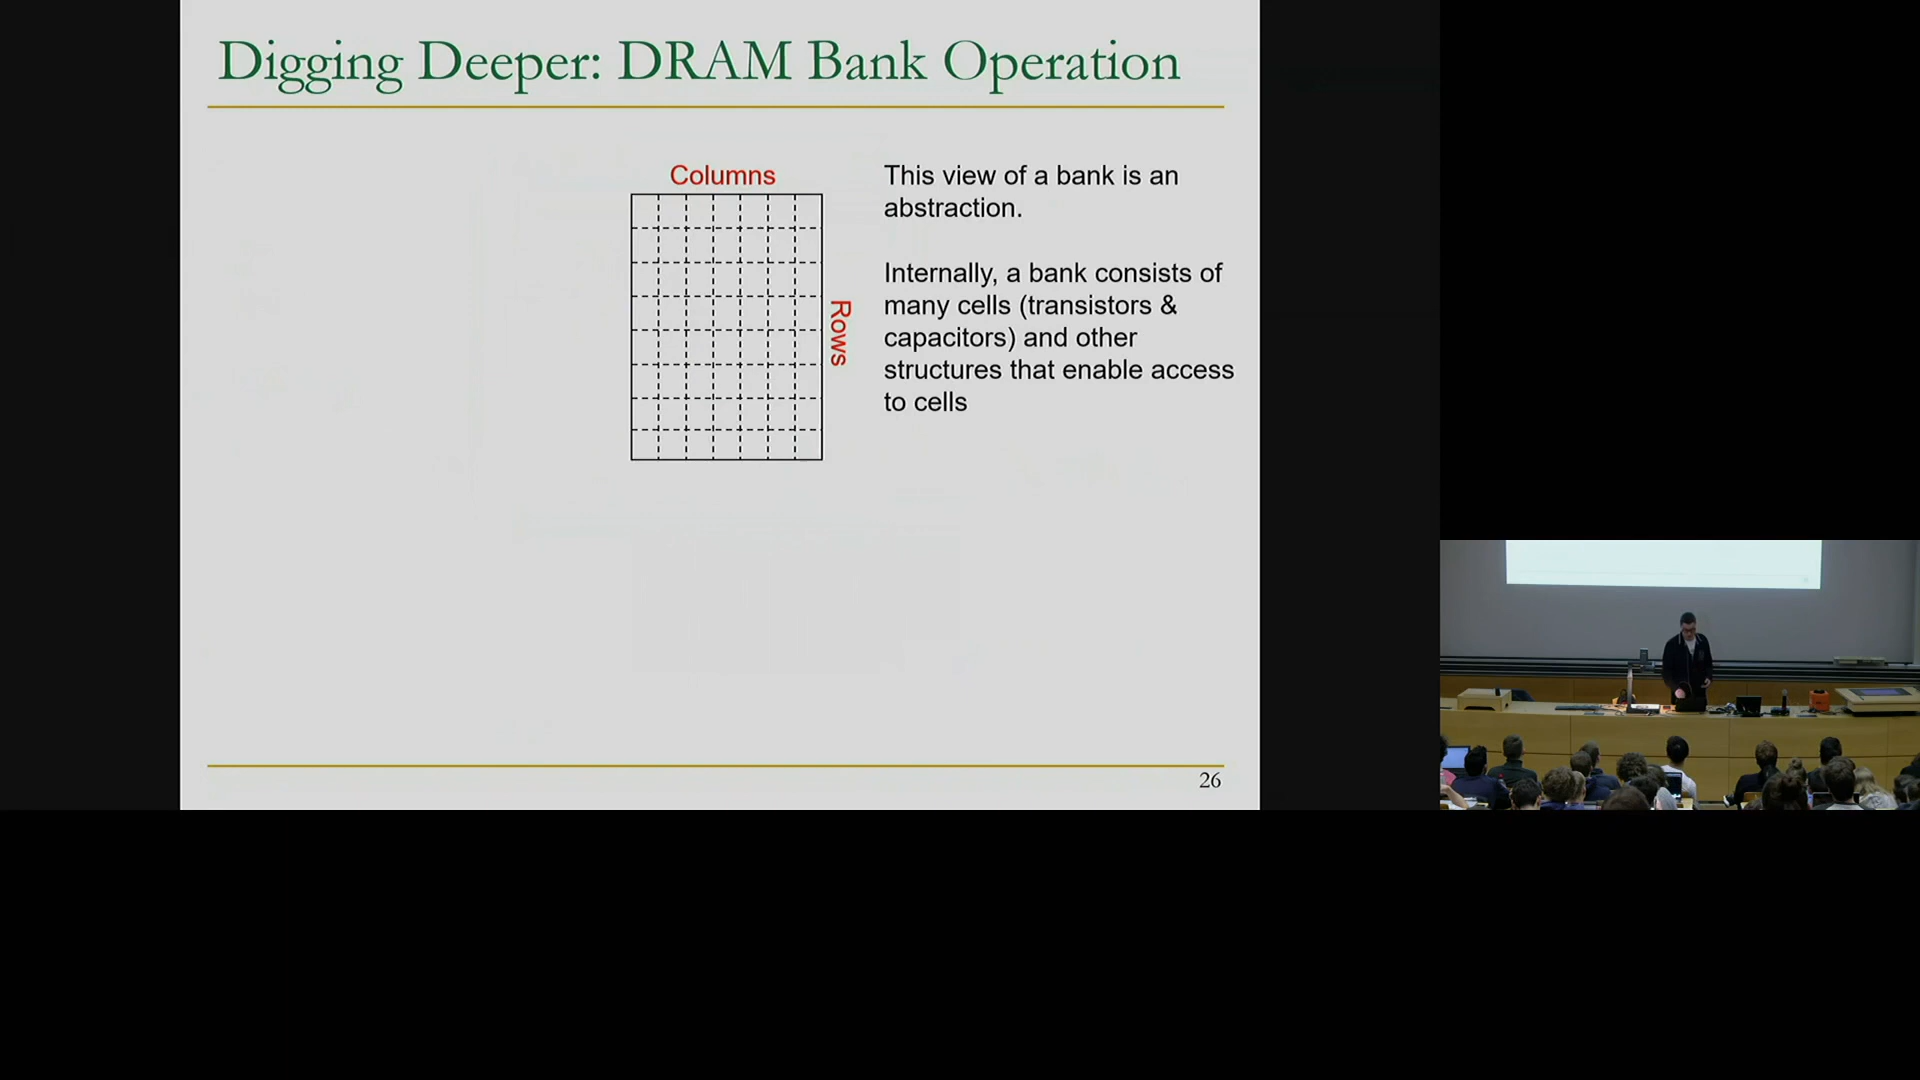 Digging Deeper: DRAM Bank Operation
Columns
Rows
This view of a bank is an
abstraction.
Internally, a bank consists of
many cells (transistors &
capacitors) and other
structures that enable access
to cells
26